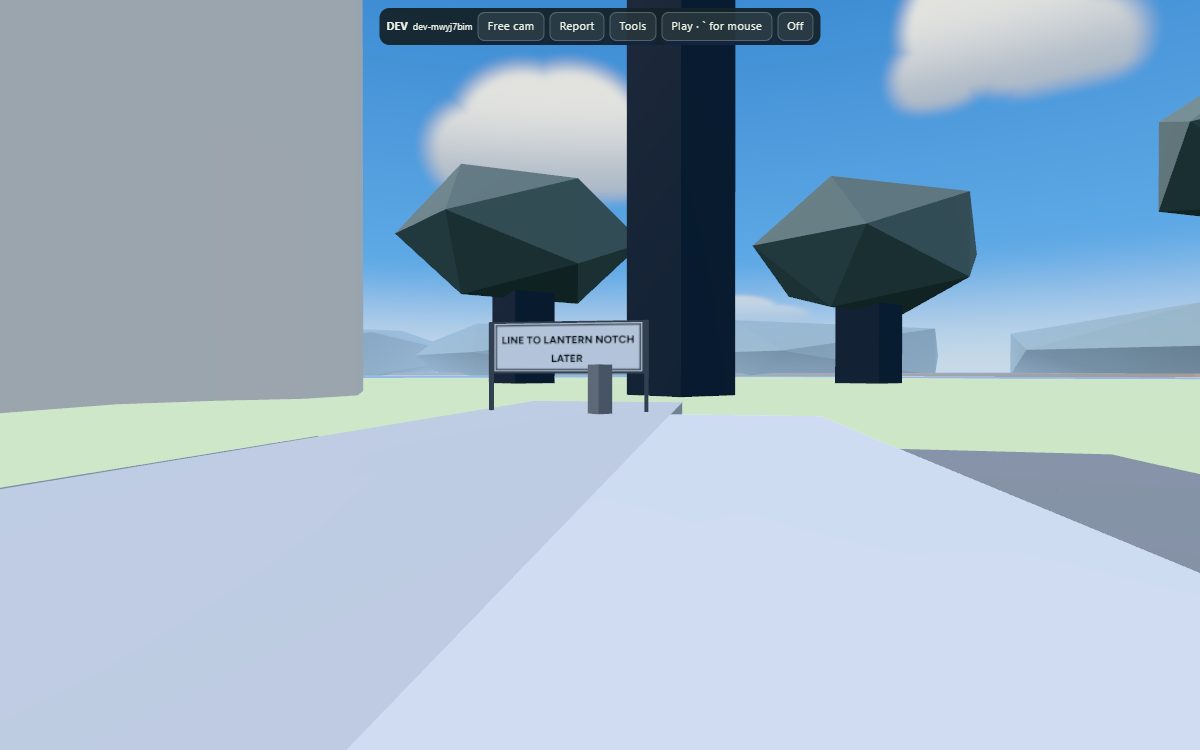 DEV dev-mwyj7bim Free cam Report Tools Play · ` for mouse Off
LINE TO LANTERN NOTCH
LATER